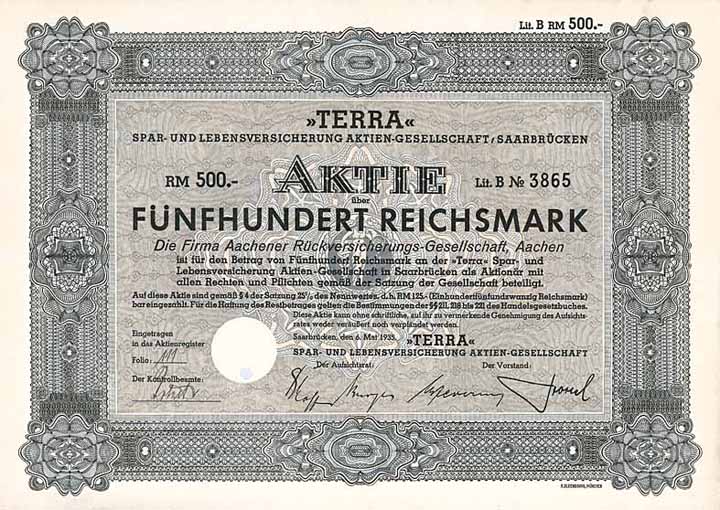 Lit. B RM 500.-
»TERRA«
SPAR- UND LEBENSVERSICHERUNG AKTIEN-GESELLSCHAFT, SAARBRÜCKEN
RM 500.- AKTIE Lit. B № 3865
über
FÜNFHUNDERT REICHSMARK
Die Firma Aachener Rückversicherungs-Gesellschaft, Aachen
ist für den Betrag von Fünfhundert Reichsmark an der »Terra« Spar- und
Lebensversicherung Aktien-Gesellschaft in Saarbrücken als Aktionär mit
allen Rechten und Pflichten gemäß der Satzung der Gesellschaft beteiligt.
Auf diese Aktie sind gemäß § 4 der Satzung 25% des Nennwertes, d. h. RM 125.- (Einhundertfünfundzwanzig Reichsmark)
bar eingezahlt. Für die Haftung des Restbetrages gelten die Bestimmungen der §§ 211, 218 bis 221 des Handelsgesetzbuches.
Diese Aktie kann ohne schriftliche, auf ihr zu vermerkende Genehmigung des Aufsichts-
rates weder veräußert noch verpfändet werden.
Eingetragen
in das Aktienregister
Folio: 111
Der Kontrollbeamte:
Saarbrücken, den 6. Mai 1935.
»TERRA«
SPAR- UND LEBENSVERSICHERUNG AKTIEN-GESELLSCHAFT
Der Aufsichtsrat: Der Vorstand: